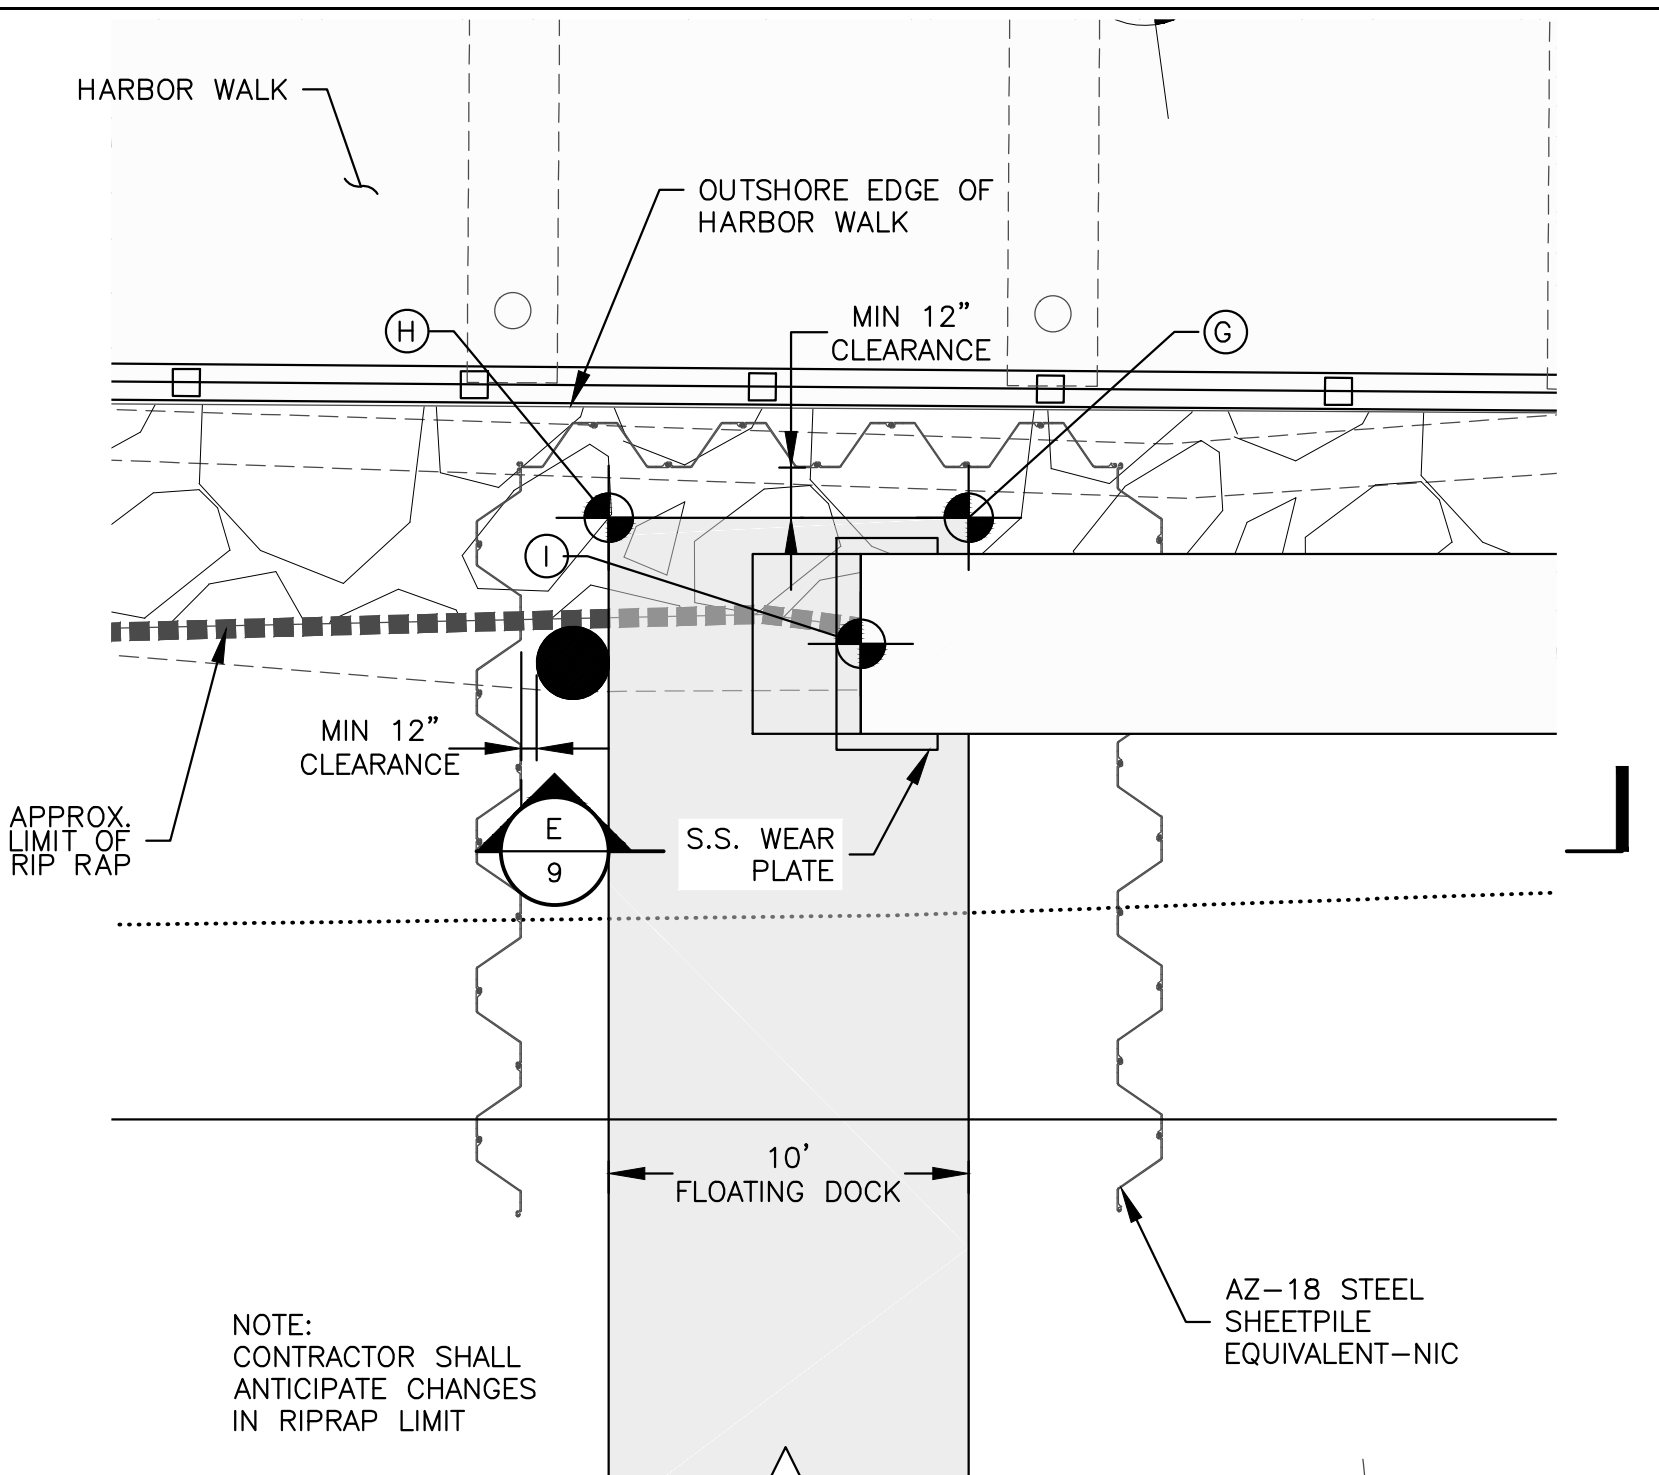 HARBOR WALK
OUTSHORE EDGE OF
HARBOR WALK
MIN 12"
CLEARANCE
H
G
I
MIN 12"
CLEARANCE
APPROX.
LIMIT OF
RIP RAP
E
9
S.S. WEAR
PLATE
10'
FLOATING DOCK
AZ-18 STEEL
SHEETPILE
EQUIVALENT-NIC
NOTE:
CONTRACTOR SHALL
ANTICIPATE CHANGES
IN RIPRAP LIMIT